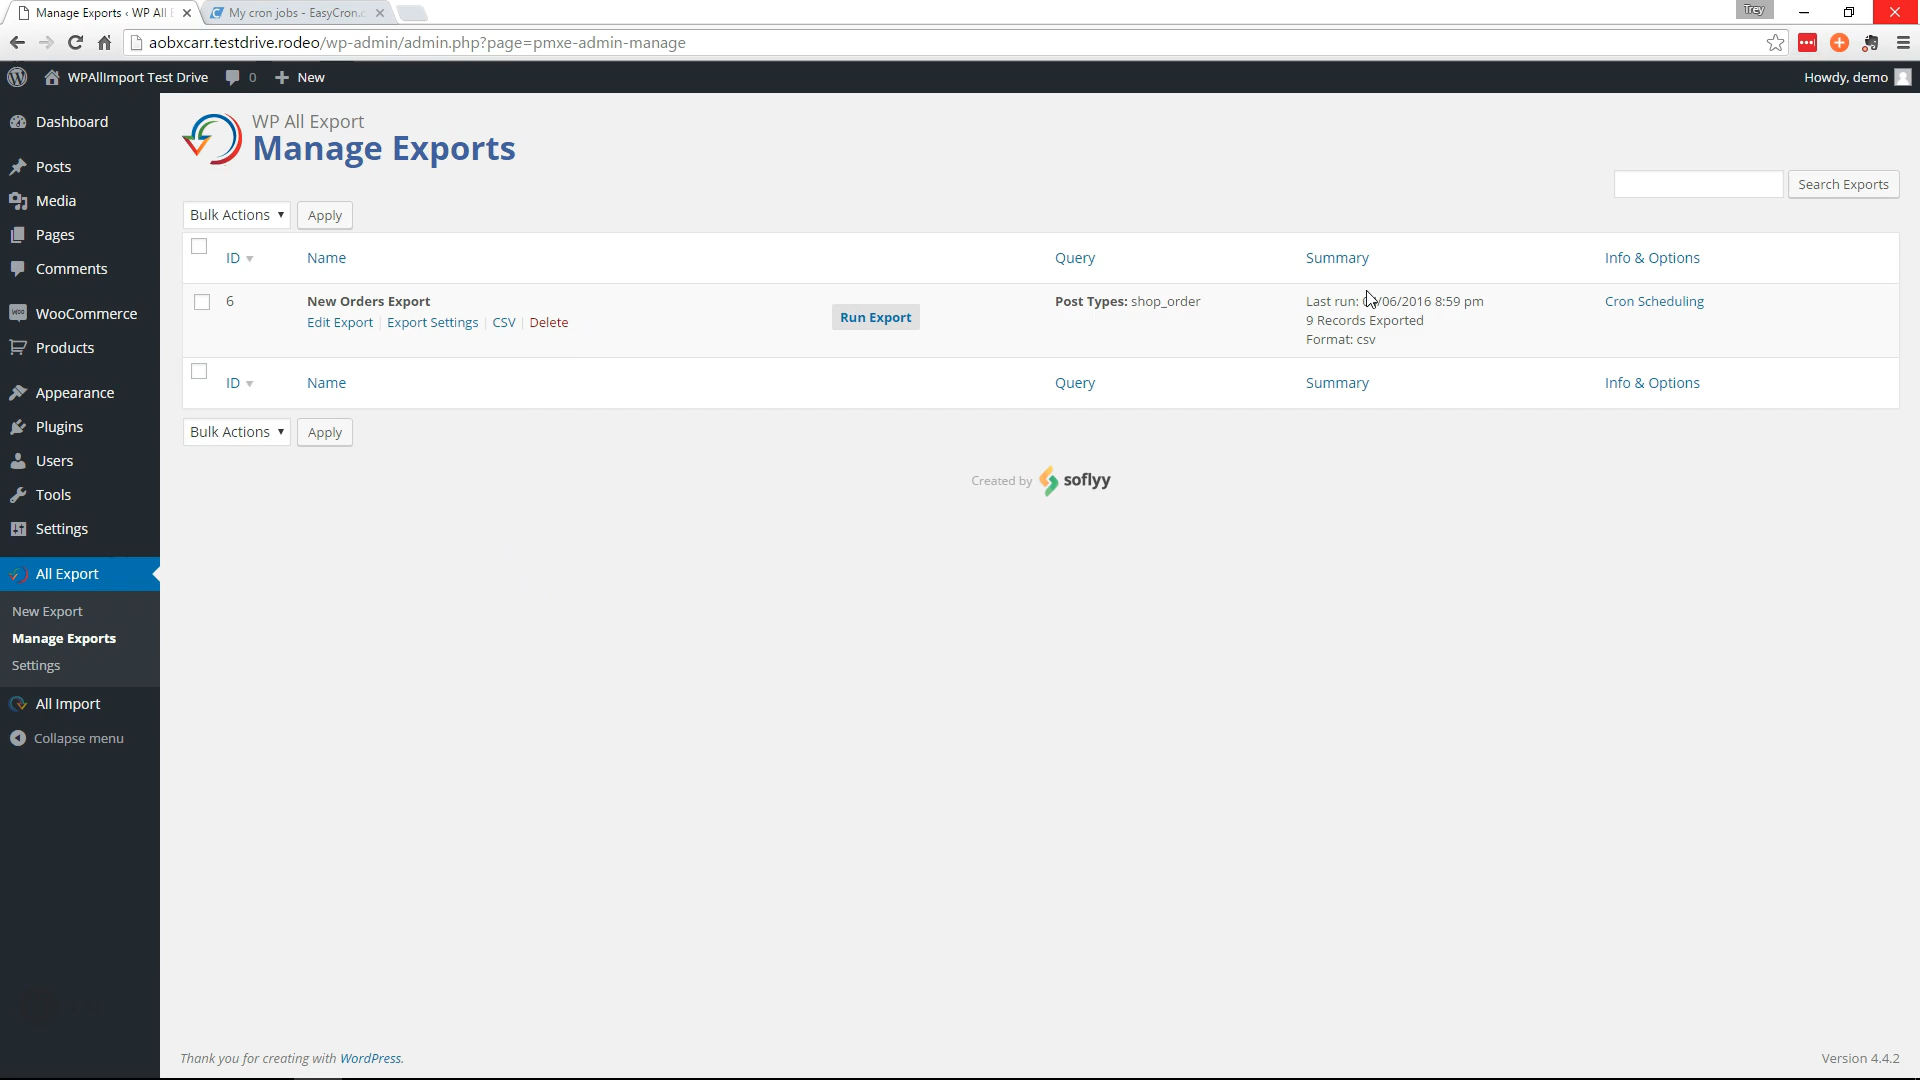 Manage Exports ‹ WP All E
My cron jobs - EasyCron.c
Trey
aobxcarr.testdrive.rodeo/wp-admin/admin.php?page=pmxe-admin-manage
WPAllImport Test Drive 0 New
Howdy, demo
Dashboard
Posts
Media
Pages
Comments
WooCommerce
Products
Appearance
Plugins
Users
Tools
Settings
All Export
New Export
Manage Exports
Settings
All Import
Collapse menu
WP All Export
Manage Exports
Search Exports
Bulk Actions Apply
ID Name Query Summary Info & Options
6 New Orders Export Post Types: shop_order Last run: /06/2016 8:59 pm Cron Scheduling
Edit Export Export Settings CSV Delete Run Export 9 Records Exported
Format: csv
ID Name Query Summary Info & Options
Bulk Actions Apply
Created by soflyy
Thank you for creating with WordPress.
Version 4.4.2